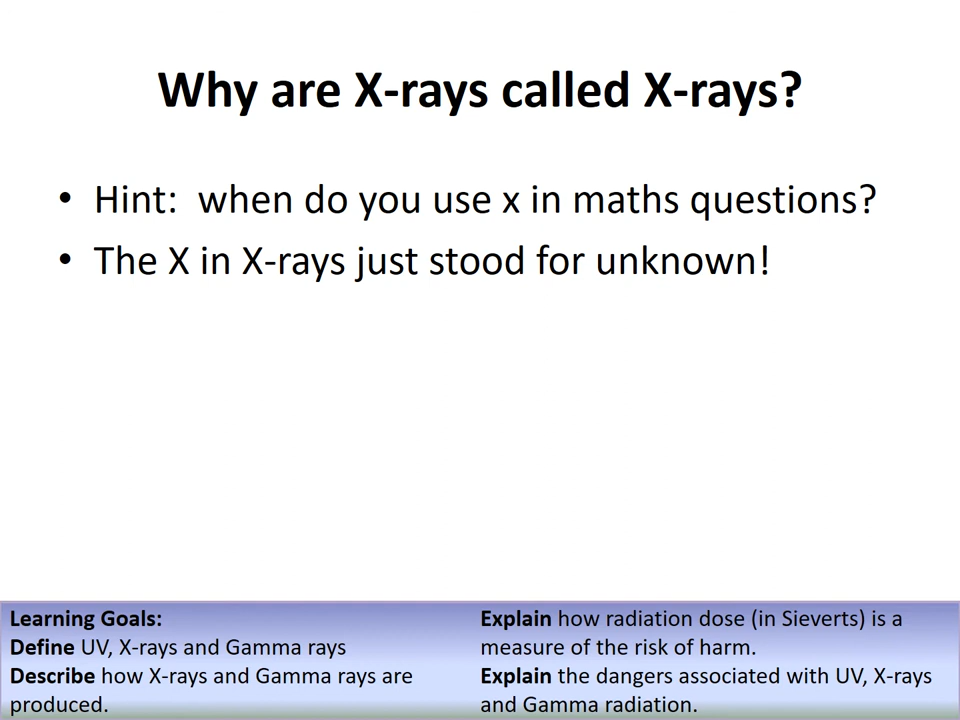 Why are X-rays called X-rays?
• Hint:  when do you use x in maths questions?
• The X in X-rays just stood for unknown!
Learning Goals:
Define UV, X-rays and Gamma rays
Describe how X-rays and Gamma rays are
produced.
Explain how radiation dose (in Sieverts) is a
measure of the risk of harm.
Explain the dangers associated with UV, X-rays
and Gamma radiation.